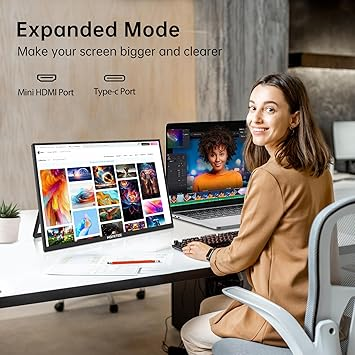 Expanded Mode
Make your screen bigger and clearer
Mini HDMI Port
Type-c Port